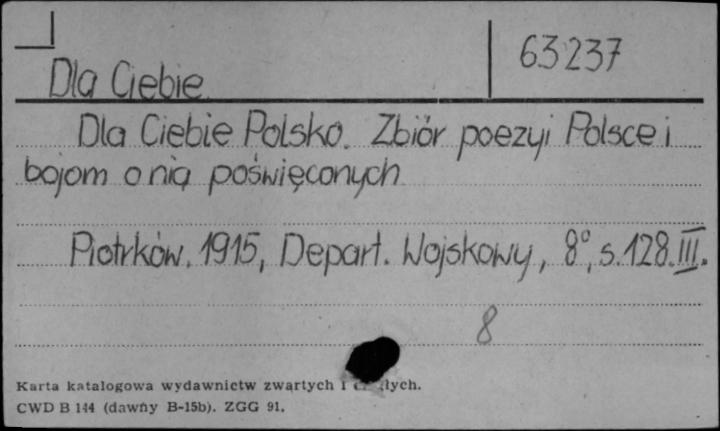 63237
Dla Ciebie
Dla Ciebie Polsko. Zbiór poezyi Polsce i
bojom o nią poświęconych
Piotrków. 1915, Depart. Wojskowy, 8°, s. 128. III.
8
Karta katalogowa wydawnictw zwartych i
CWD B 144 (dawny B-15b). ZGG 91.